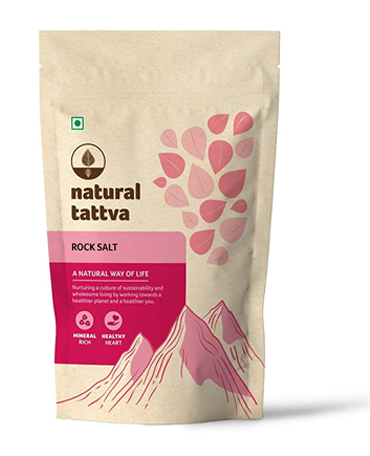 natural
tattva
ROCK SALT
A NATURAL WAY OF LIFE
Nurturing a culture of sustainability and
wholesome living by working towards a
healthier planet and a healthier you.
MINERAL
RICH
HEALTHY
HEART